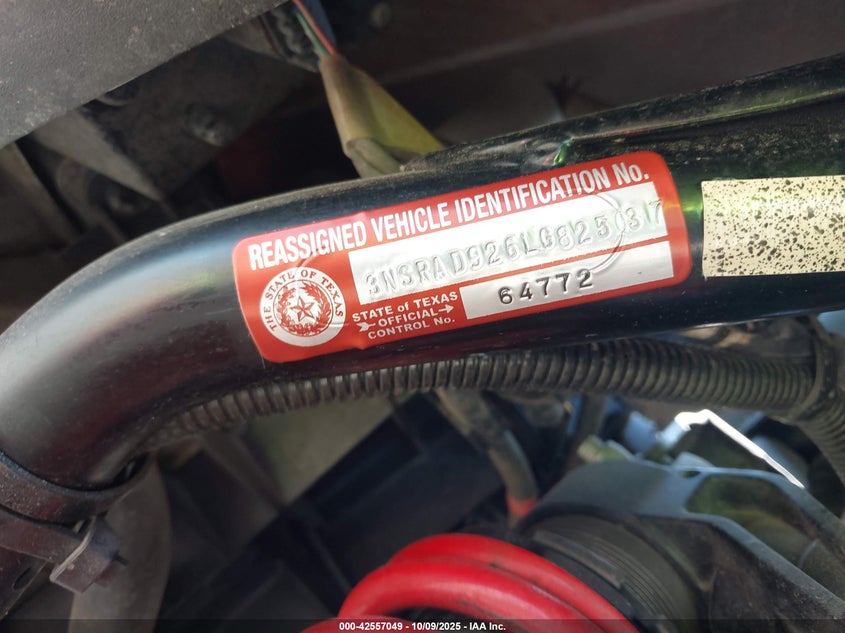 REASSIGNED VEHICLE IDENTIFICATION No.
3NSRAD926LG825037
THE STATE OF TEXAS
STATE of TEXAS
OFFICIAL
CONTROL No.
64772
000-42557049 - 10/09/2025 - IAA Inc.